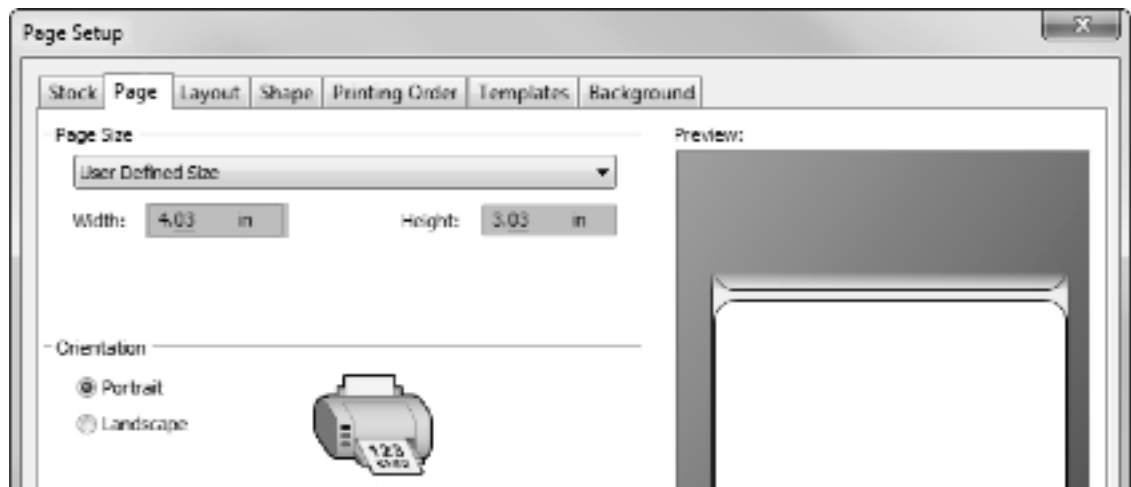 Page Setup
Stock Page Layout Shape Printing Order Templates Background
Page Size
User Defined Size
Width: 4.03 in Height: 3.03 in
Orientation
Portrait
Landscape
123
Preview: